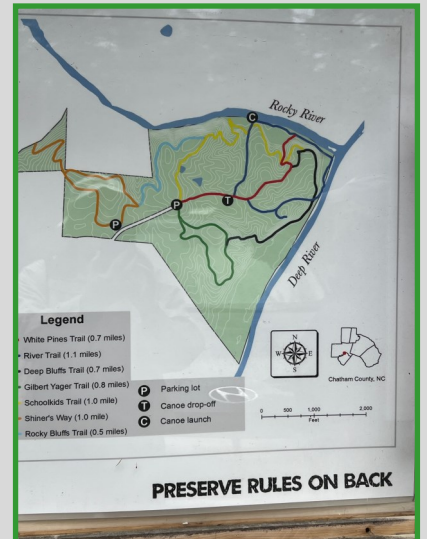 C
Rocky River
P
T
P
Deep River
Legend
White Pines Trail (0.7 miles)
River Trail (1.1 miles)
Deep Bluffs Trail (0.7 miles)
Gilbert Yager Trail (0.8 miles)
Schoolkids Trail (1.0 mile)
Shiner's Way (1.0 mile)
Rocky Bluffs Trail (0.5 miles)
P Parking lot
T Canoe drop-off
C Canoe launch
N
W E
S
Chatham County, NC
0 500 1,000 2,000
Feet
PRESERVE RULES ON BACK